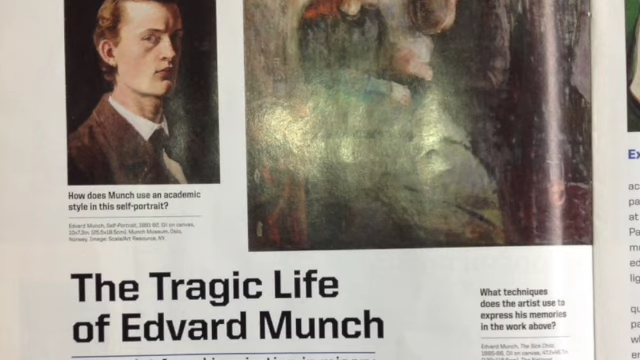 How does Munch use an academic
style in this self-portrait?
Edvard Munch, Self-Portrait, 1881-82. Oil on canvas,
Munch Museum, Oslo,
Norway. Image: Scala/Art Resource, NY.
The Tragic Life
of Edvard Munch
What techniques
does the artist use to
express his memories
in the work above?
Edvard Munch, The Sick Child,
1885-86. Oil on canvas,
Ex
ac
pa
at
Pa
m
ed
lig
qu
pa
w